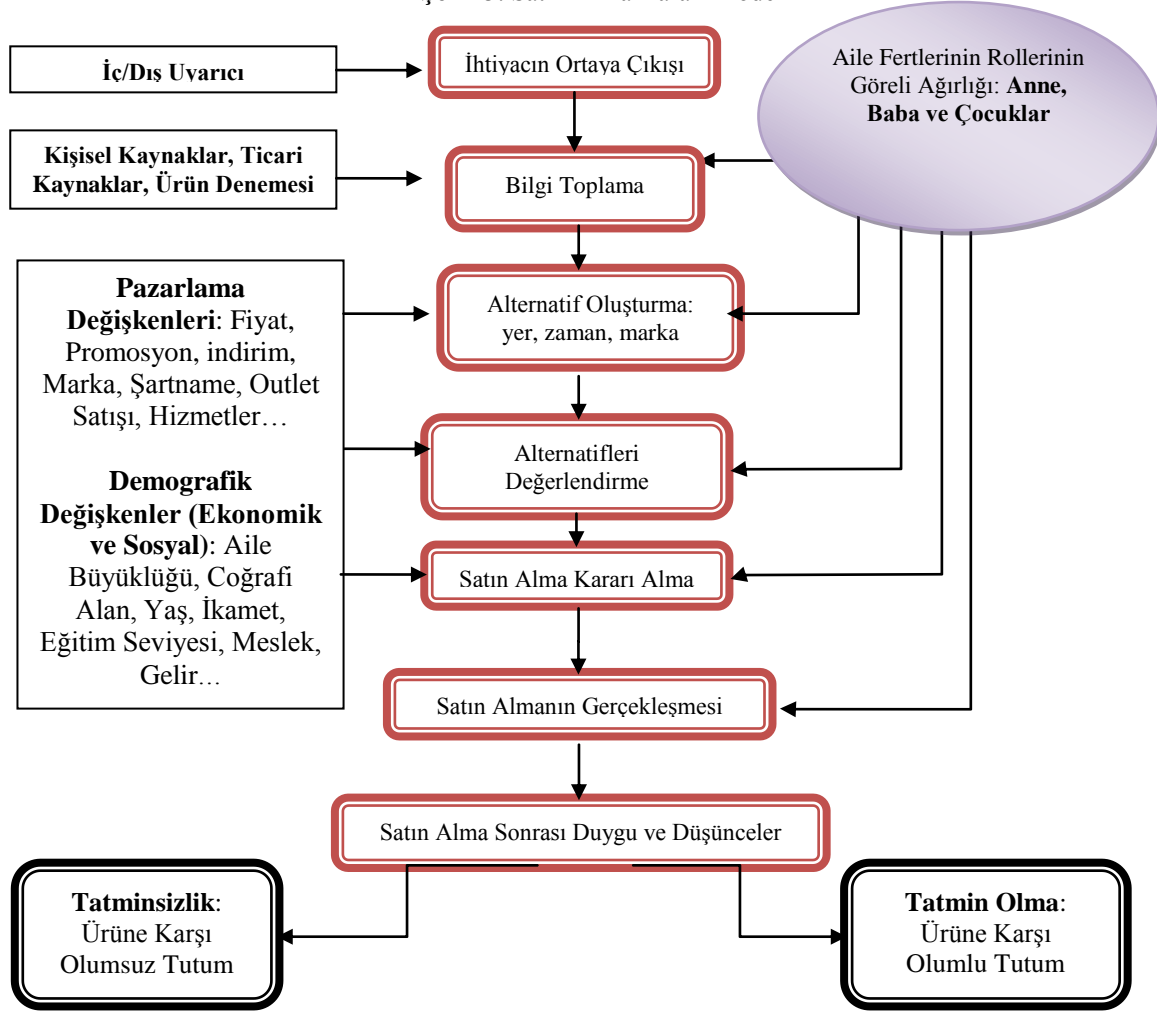 İç/Dış Uyarıcı
İhtiyacın Ortaya Çıkışı
Aile Fertlerinin Rollerinin
Göreli Ağırlığı: Anne,
Baba ve Çocuklar
Kişisel Kaynaklar, Ticari
Kaynaklar, Ürün Denemesi
Bilgi Toplama
Pazarlama
Değişkenleri: Fiyat,
Promosyon, indirim,
Marka, Şartname, Outlet
Satışı, Hizmetler…
Demografik
Değişkenler (Ekonomik
ve Sosyal): Aile
Büyüklüğü, Coğrafi
Alan, Yaş, İkamet,
Eğitim Seviyesi, Meslek,
Gelir…
Alternatif Oluşturma:
yer, zaman, marka
Alternatifleri
Değerlendirme
Satın Alma Kararı Alma
Satın Almanın Gerçekleşmesi
Satın Alma Sonrası Duygu ve Düşünceler
Tatminsizlik:
Ürüne Karşı
Olumsuz Tutum
Tatmin Olma:
Ürüne Karşı
Olumlu Tutum